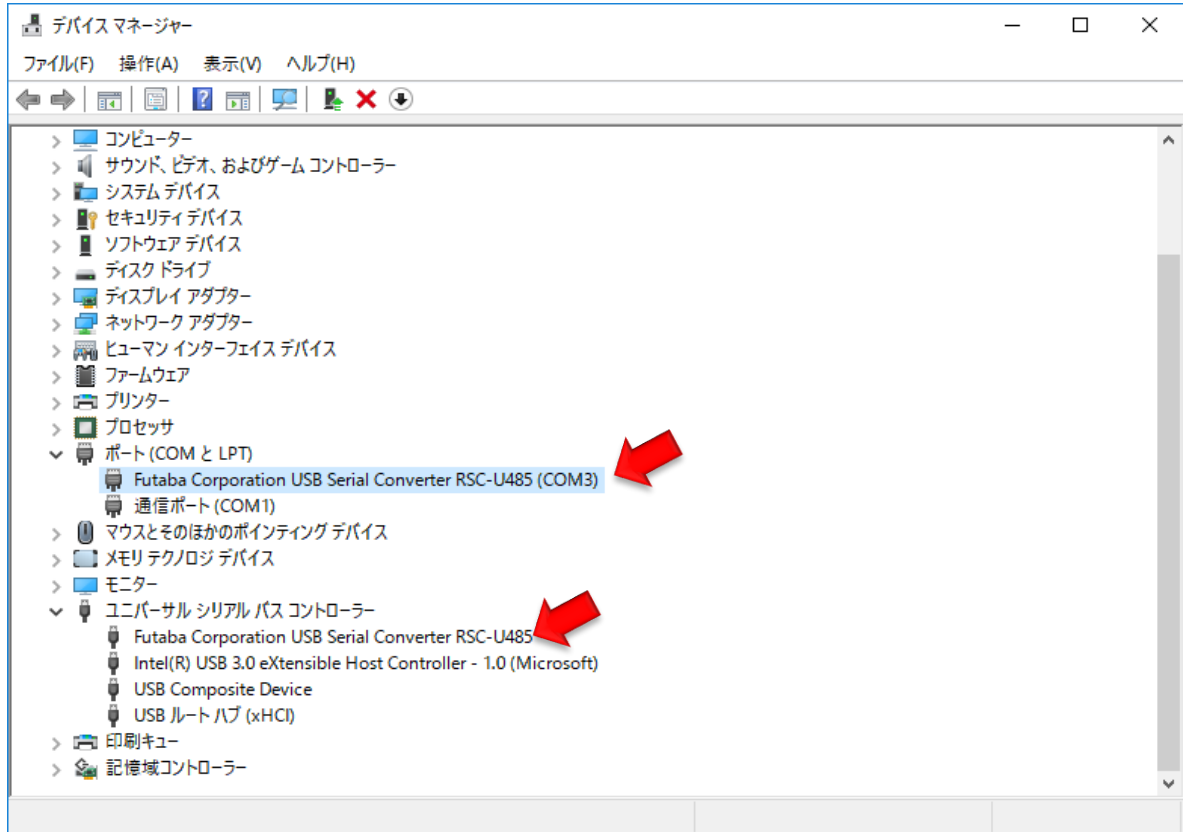 デバイス マネージャー
ファイル(F) 操作(A) 表示(V) ヘルプ(H)
コンピューター
サウンド、ビデオ、およびゲーム コントローラー
システム デバイス
セキュリティ デバイス
ソフトウェア デバイス
ディスク ドライブ
ディスプレイ アダプター
ネットワーク アダプター
ヒューマン インターフェイス デバイス
ファームウェア
プリンター
プロセッサ
ポート (COM と LPT)
Futaba Corporation USB Serial Converter RSC-U485 (COM3)
通信ポート (COM1)
マウスとそのほかのポインティング デバイス
メモリ テクノロジ デバイス
モニター
ユニバーサル シリアル バス コントローラー
Futaba Corporation USB Serial Converter RSC-U485
Intel(R) USB 3.0 eXtensible Host Controller - 1.0 (Microsoft)
USB Composite Device
USB ルート ハブ (xHCI)
印刷キュー
記憶域コントローラー